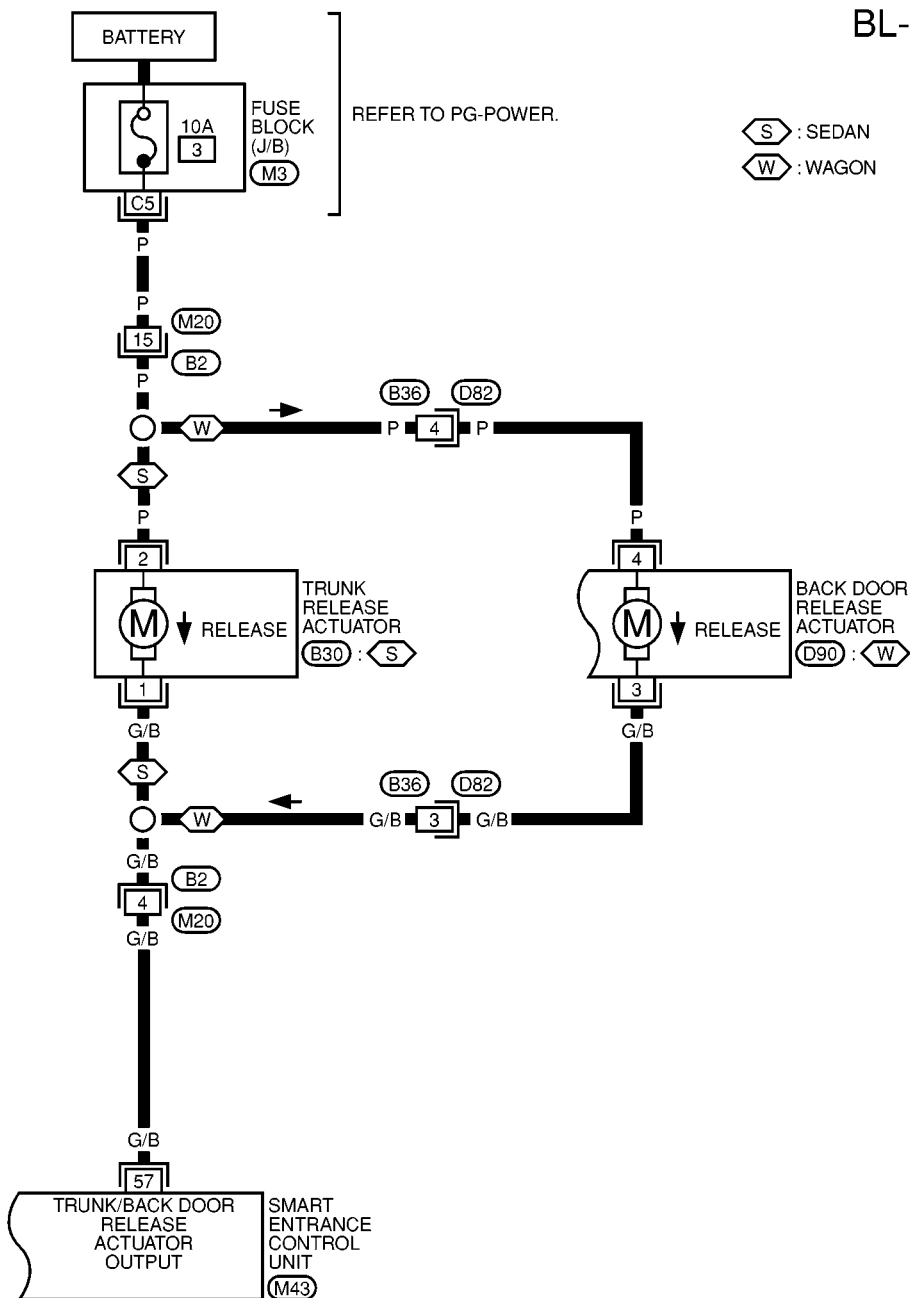 BL-
BATTERY
10A
3
FUSE
BLOCK
(J/B)
M3
REFER TO PG-POWER.
S : SEDAN
W : WAGON
C5
P
P
15
M20
B2
P
W
B36
D82
P
4
P
S
P
2
M
RELEASE
TRUNK
RELEASE
ACTUATOR
B30 : S
1
G/B
P
4
M
RELEASE
BACK DOOR
RELEASE
ACTUATOR
D90 : W
3
G/B
S
W
B36
D82
G/B
3
G/B
G/B
B2
4
M20
G/B
G/B
57
TRUNK/BACK DOOR
RELEASE
ACTUATOR
OUTPUT
SMART
ENTRANCE
CONTROL
UNIT
M43